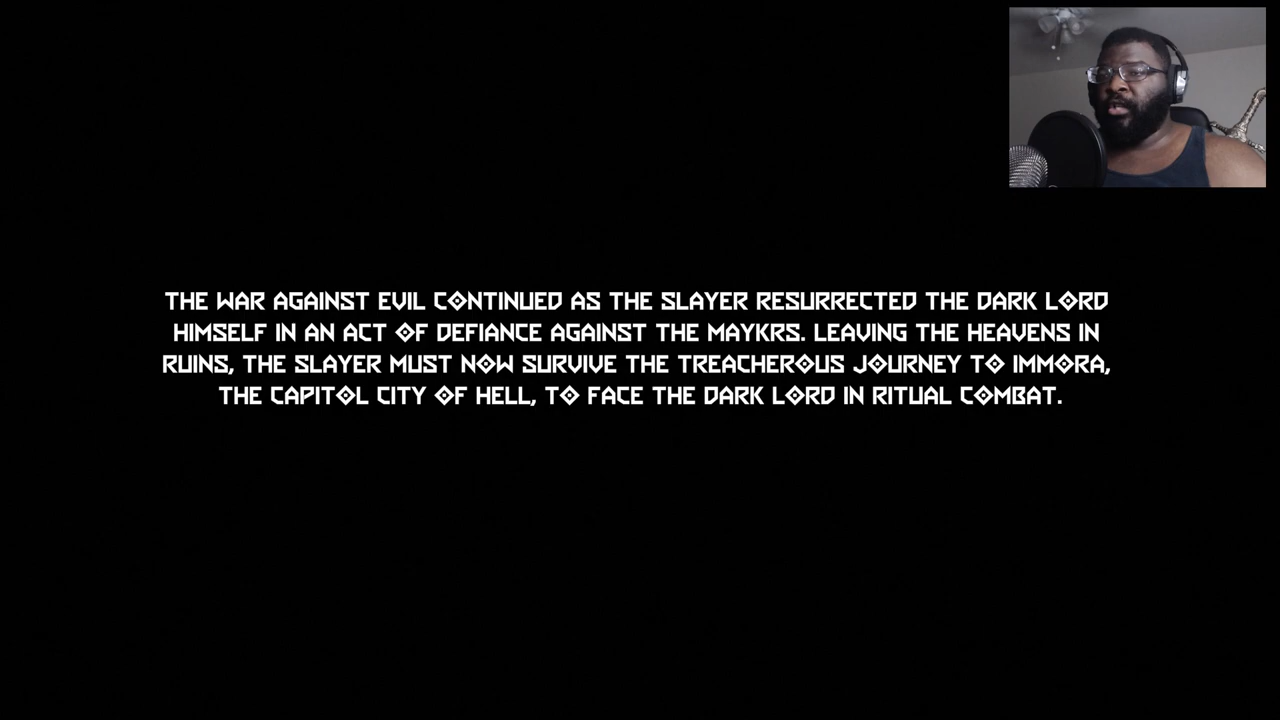 THE WAR AGAINST EVIL CONTINUED AS THE SLAYER RESURRECTED THE DARK LORD
HIMSELF IN AN ACT OF DEFIANCE AGAINST THE MAYKRS. LEAVING THE HEAVENS IN
RUINS, THE SLAYER MUST NOW SURVIVE THE TREACHEROUS JOURNEY TO IMMORA,
THE CAPITOL CITY OF HELL, TO FACE THE DARK LORD IN RITUAL COMBAT.